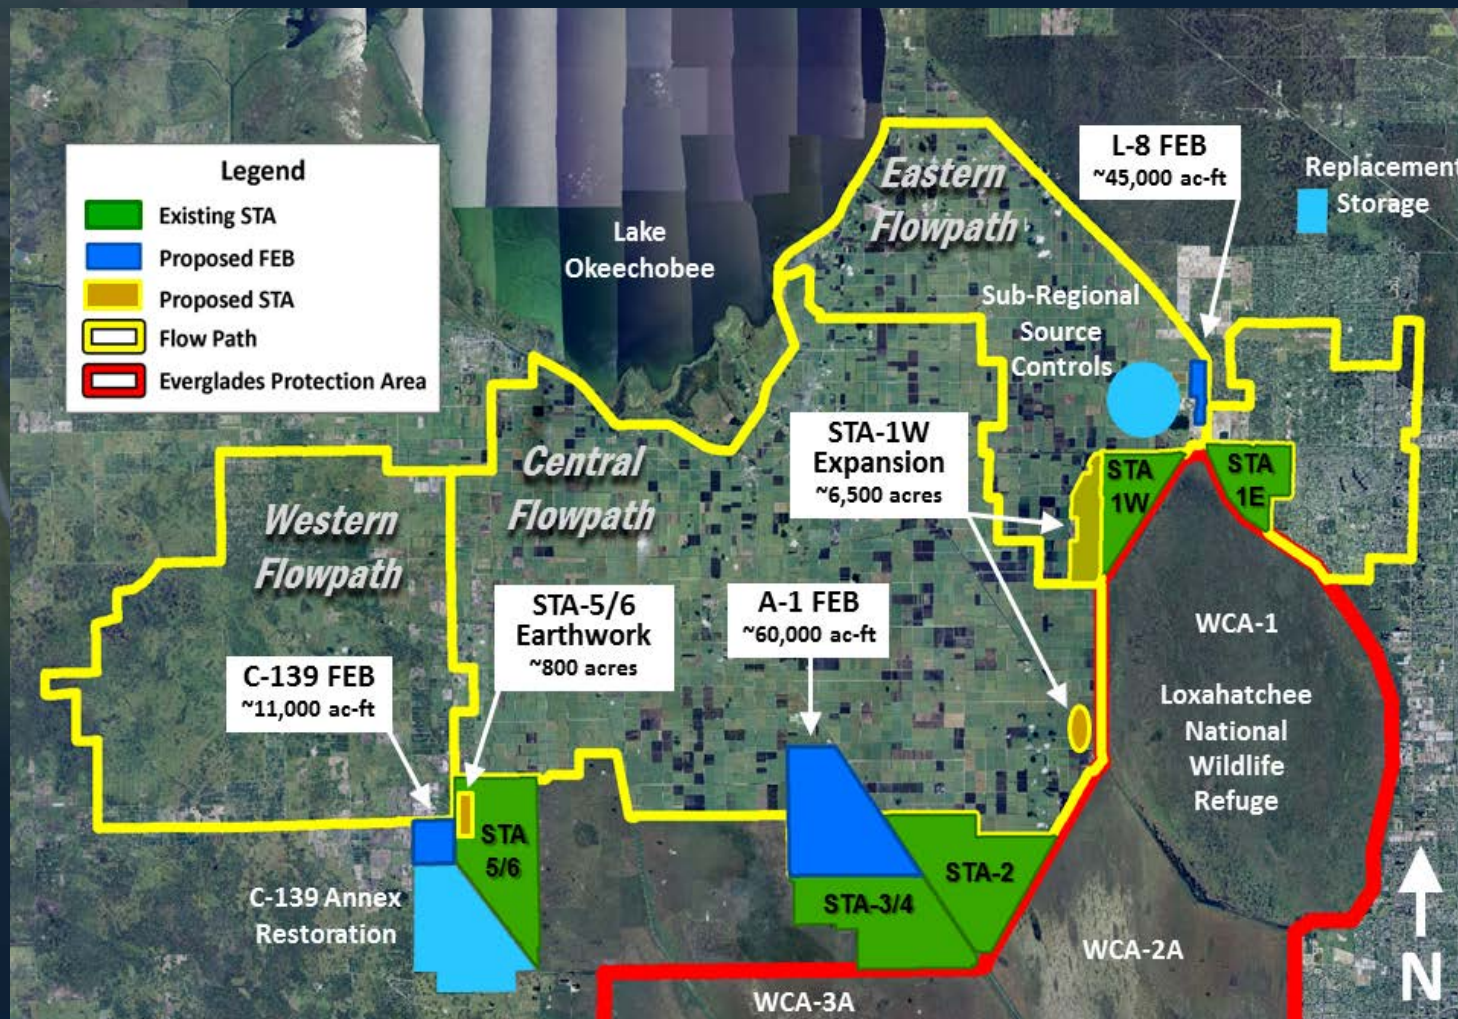 Legend
Existing STA
Proposed FEB
Proposed STA
Flow Path
Everglades Protection Area
Lake
Okeechobee
Eastern
Flowpath
L-8 FEB
~45,000 ac-ft
Replacement
Storage
Sub-Regional
Source
Controls
STA-1W
Expansion
~6,500 acres
STA
1W
STA
1E
Central
Flowpath
Western
Flowpath
STA-5/6
Earthwork
~800 acres
A-1 FEB
~60,000 ac-ft
C-139 FEB
~11,000 ac-ft
WCA-1
Loxahatchee
National
Wildlife
Refuge
STA
5/6
STA-2
STA-3/4
C-139 Annex
Restoration
WCA-2A
WCA-3A
N